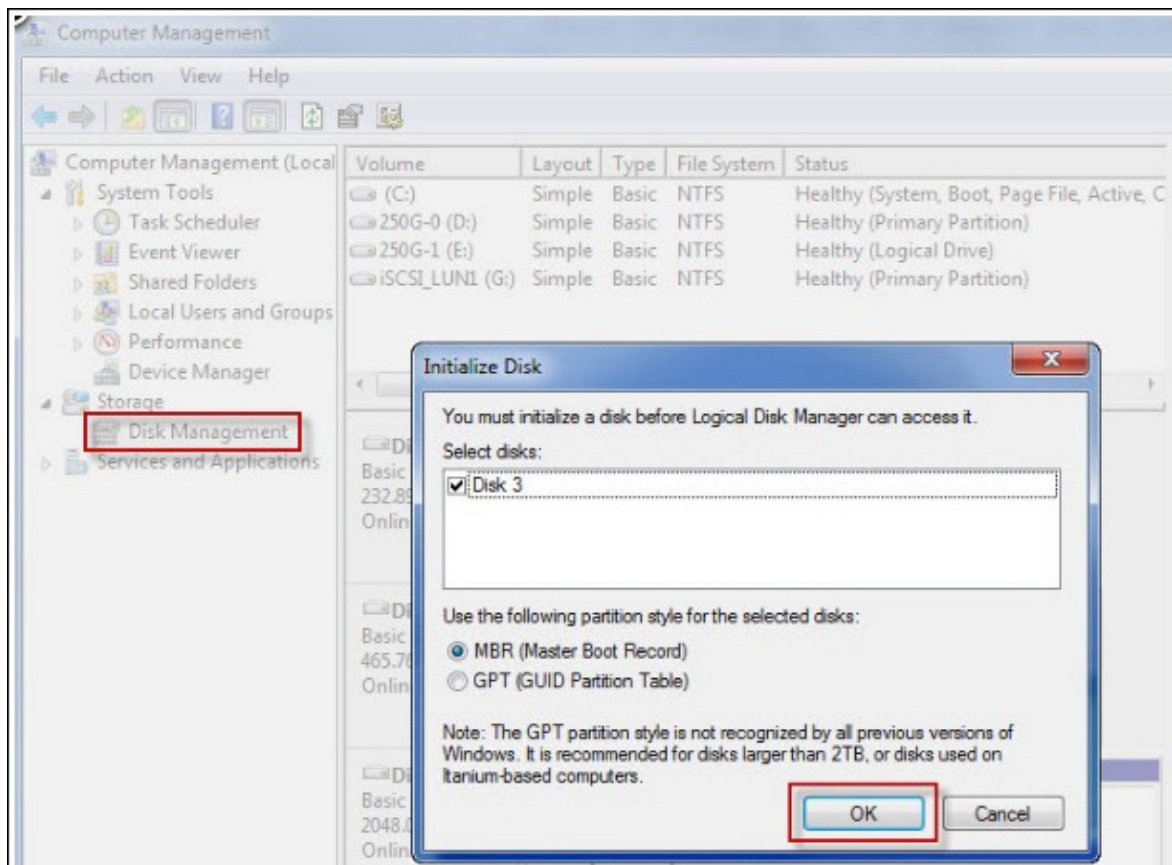 Computer Management
File Action View Help
Computer Management (Local
System Tools
Task Scheduler
Event Viewer
Shared Folders
Local Users and Groups
Performance
Device Manager
Storage
Disk Management
Services and Applications
Volume Layout Type File System Status
(C:) Simple Basic NTFS Healthy (System, Boot, Page File, Active, C
250G-0 (D:) Simple Basic NTFS Healthy (Primary Partition)
250G-1 (E:) Simple Basic NTFS Healthy (Logical Drive)
iSCSI_LUN1 (G:) Simple Basic NTFS Healthy (Primary Partition)
Di
Basic
232.89
Onlin
Di
Basic
465.76
Onlin
Di
Basic
2048.0
Onlin
Initialize Disk
You must initialize a disk before Logical Disk Manager can access it.
Select disks:
Disk 3
Use the following partition style for the selected disks:
MBR (Master Boot Record)
GPT (GUID Partition Table)
Note: The GPT partition style is not recognized by all previous versions of
Windows. It is recommended for disks larger than 2TB, or disks used on
Itanium-based computers.
OK Cancel